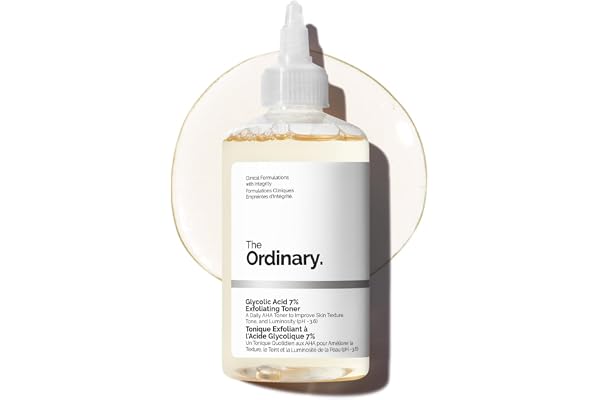 Clinical Formulations
with Integrity.
Formulations Cliniques
Empreintes d'Intégrité.
The
Ordinary.
Glycolic Acid 7%
Exfoliating Toner
A Daily AHA Toner to Improve Skin Texture,
Tone, and Luminosity (pH ~3.6)
Tonique Exfoliant à
l'Acide Glycolique 7%
Un Tonique Quotidien aux AHA pour Améliorer la
Texture, le Teint et la Luminosité de la Peau (pH ~3.6)